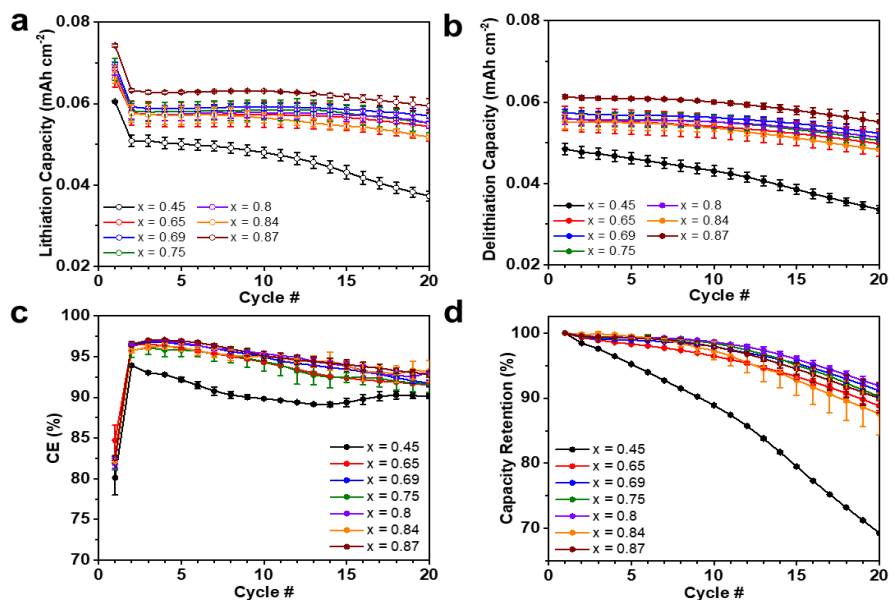 a
Lithiation Capacity (mAh cm⁻²)
0.08
0.06
0.04
0.02
0 5 10 15 20
Cycle #
x = 0.45
x = 0.65
x = 0.69
x = 0.75
x = 0.8
x = 0.84
x = 0.87
b
Delithiation Capacity (mAh cm⁻²)
0.08
0.06
0.04
0.02
0 5 10 15 20
Cycle #
x = 0.45
x = 0.65
x = 0.69
x = 0.75
x = 0.8
x = 0.84
x = 0.87
c
CE (%)
100
95
90
85
80
75
70
60
0 5 10 15 20
Cycle #
x = 0.45
x = 0.65
x = 0.69
x = 0.75
x = 0.8
x = 0.84
x = 0.87
d
Capacity Retention (%)
100
90
80
70
0 5 10 15 20
Cycle #
x = 0.45
x = 0.65
x = 0.69
x = 0.75
x = 0.8
x = 0.84
x = 0.87